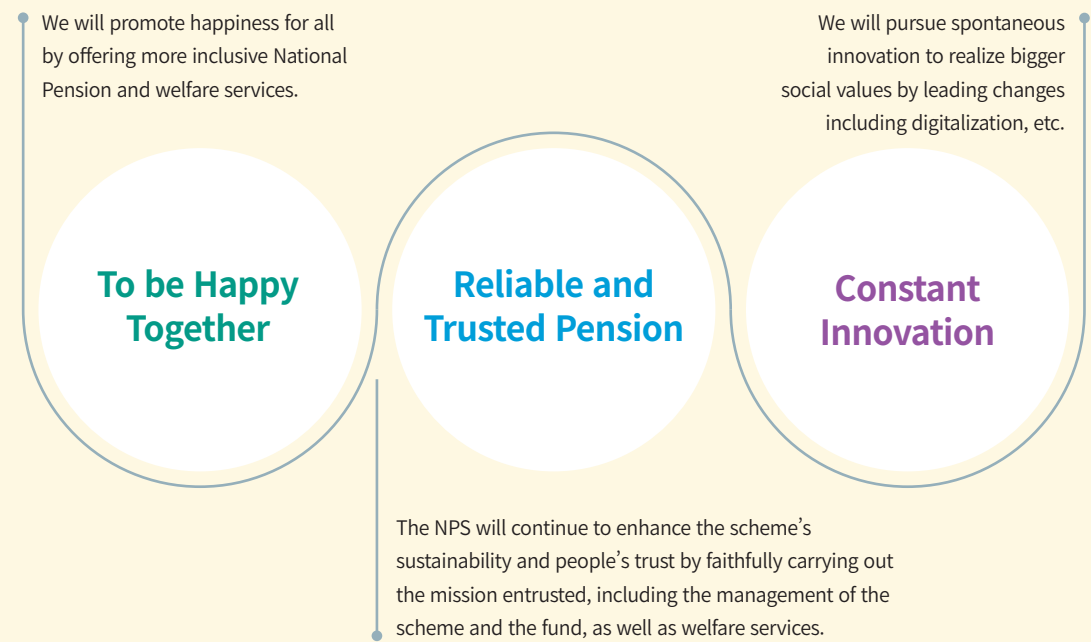 We will promote happiness for all
by offering more inclusive National
Pension and welfare services.
We will pursue spontaneous
innovation to realize bigger
social values by leading changes
including digitalization, etc.
To be Happy
Together
Reliable and
Trusted Pension
Constant
Innovation
The NPS will continue to enhance the scheme’s
sustainability and people’s trust by faithfully carrying out
the mission entrusted, including the management of the
scheme and the fund, as well as welfare services.